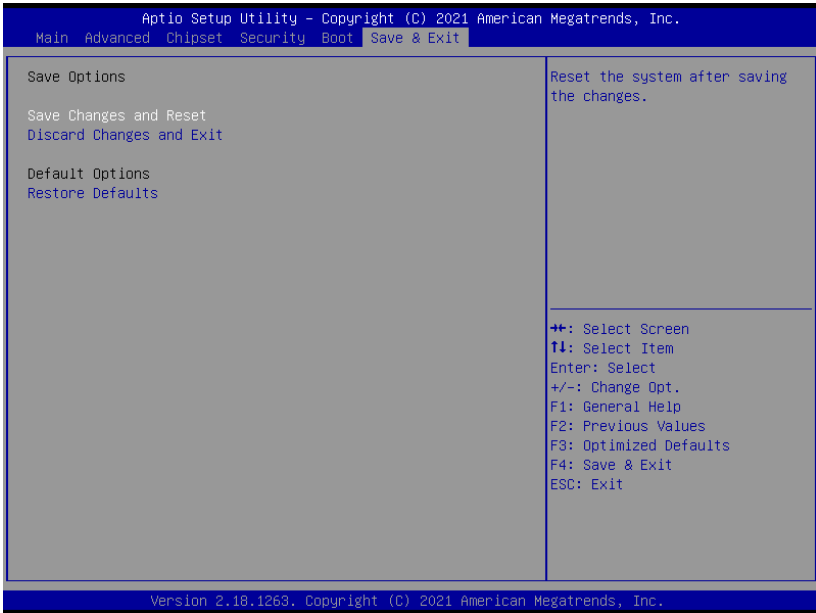 Aptio Setup Utility – Copyright (C) 2021 American Megatrends, Inc.
Main Advanced Chipset Security Boot Save & Exit
Save Options
Save Changes and Reset
Discard Changes and Exit
Default Options
Restore Defaults
Reset the system after saving
the changes.
→←: Select Screen
↑↓: Select Item
Enter: Select
+/-: Change Opt.
F1: General Help
F2: Previous Values
F3: Optimized Defaults
F4: Save & Exit
ESC: Exit
Version 2.18.1263. Copyright (C) 2021 American Megatrends, Inc.